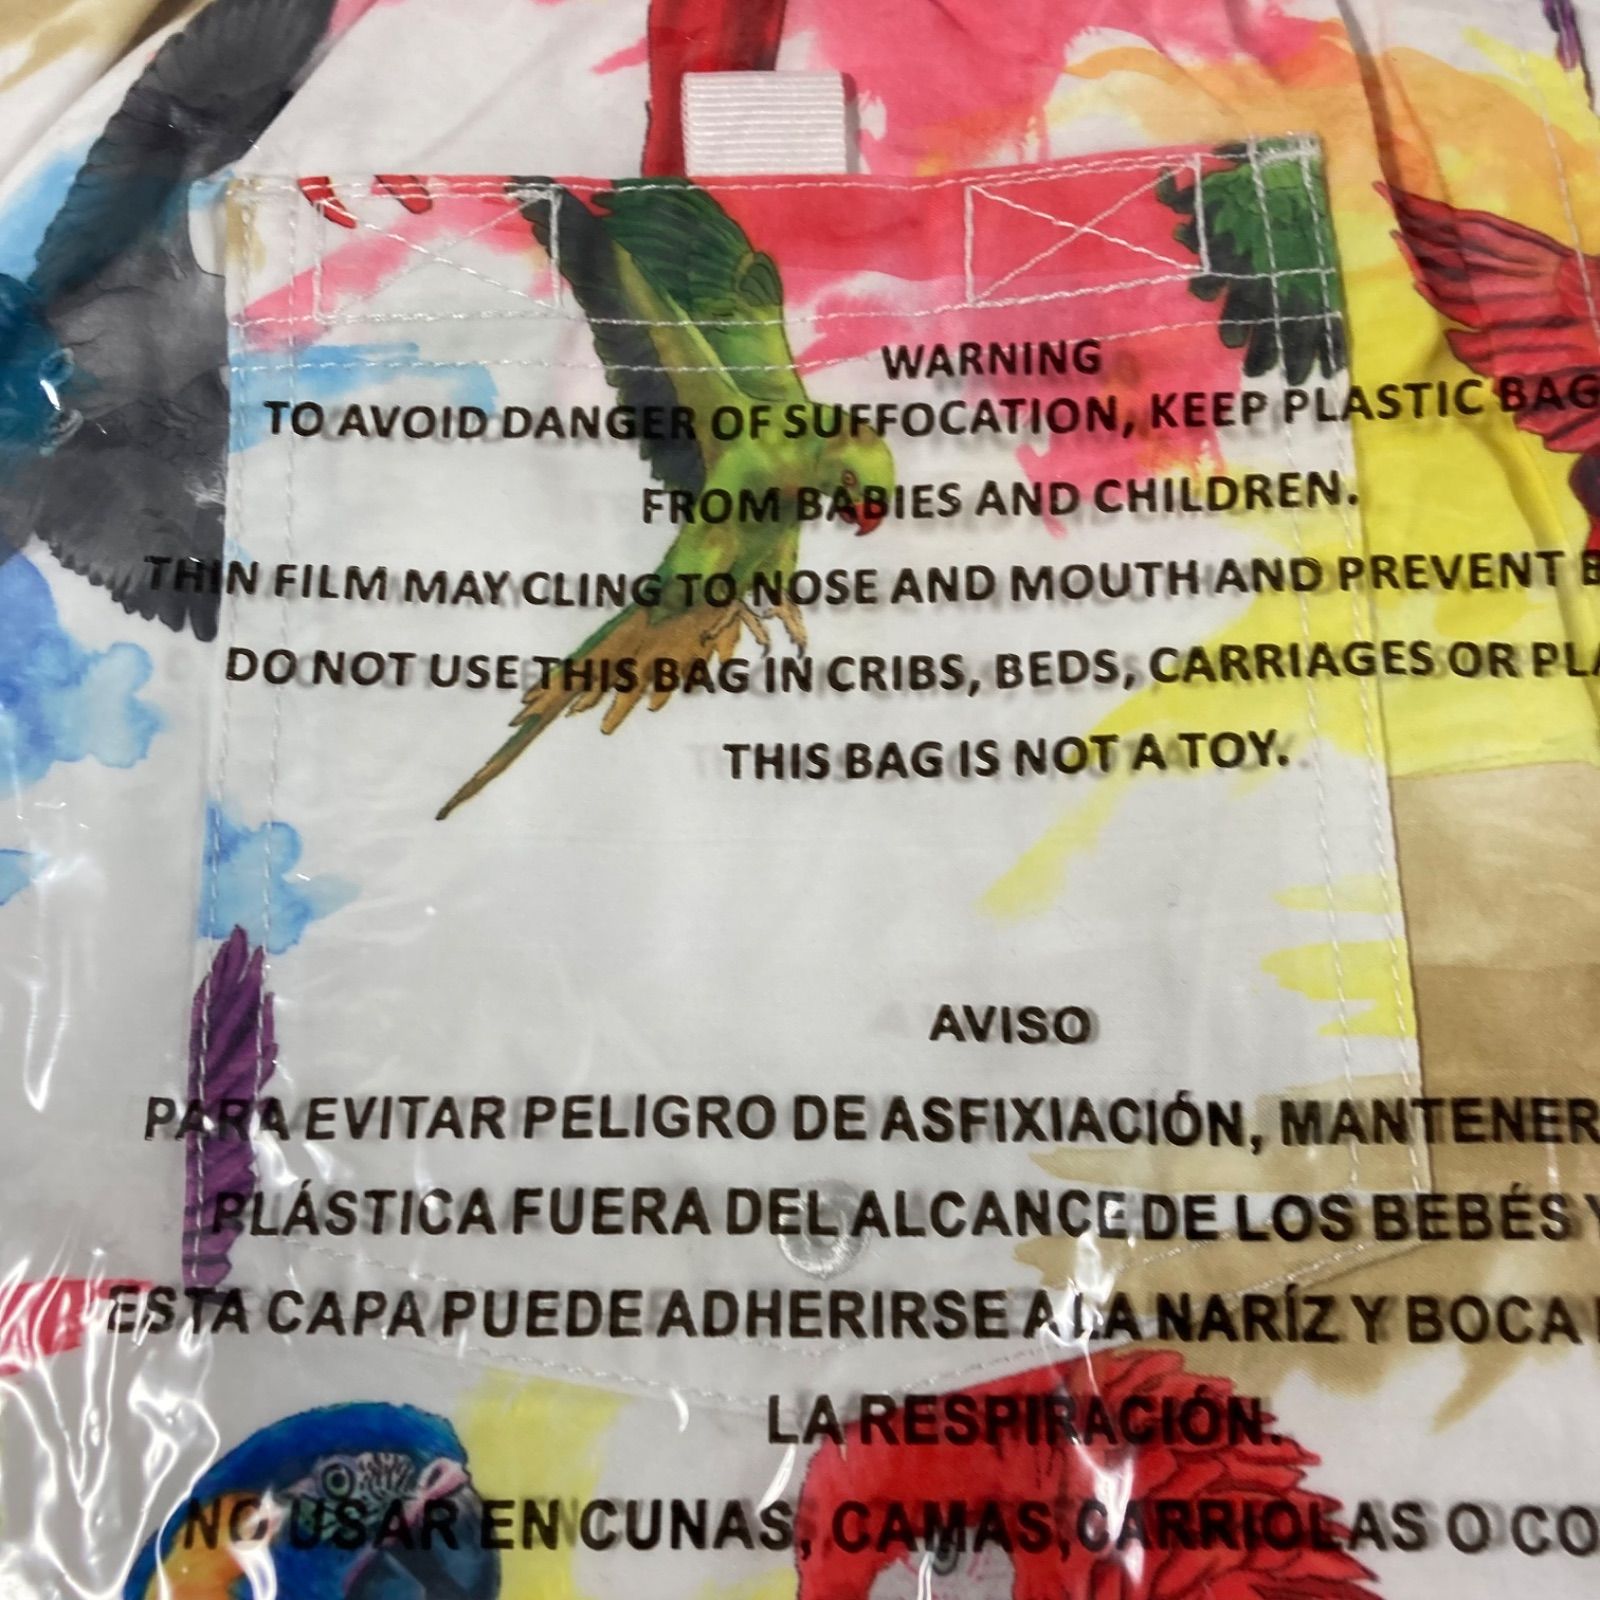 WARNING
TO AVOID DANGER OF SUFFOCATION, KEEP PLASTIC BAG
FROM BABIES AND CHILDREN.
THIN FILM MAY CLING TO NOSE AND MOUTH AND PREVENT
DO NOT USE THIS BAG IN CRIBS, BEDS, CARRIAGES OR
THIS BAG IS NOT A TOY.
AVISO
PARA EVITAR PELIGRO DE ASFIXIACIÓN, MANTENER
PLÁSTICA FUERA DEL ALCANCE DE LOS BEBÉS Y
ESTA CAPA PUEDE ADHERIRSE A LA NARÍZ Y BOCA
LA RESPIRACIÓN.
NO USAR EN CUNAS, CAMAS, CARRIOLAS O